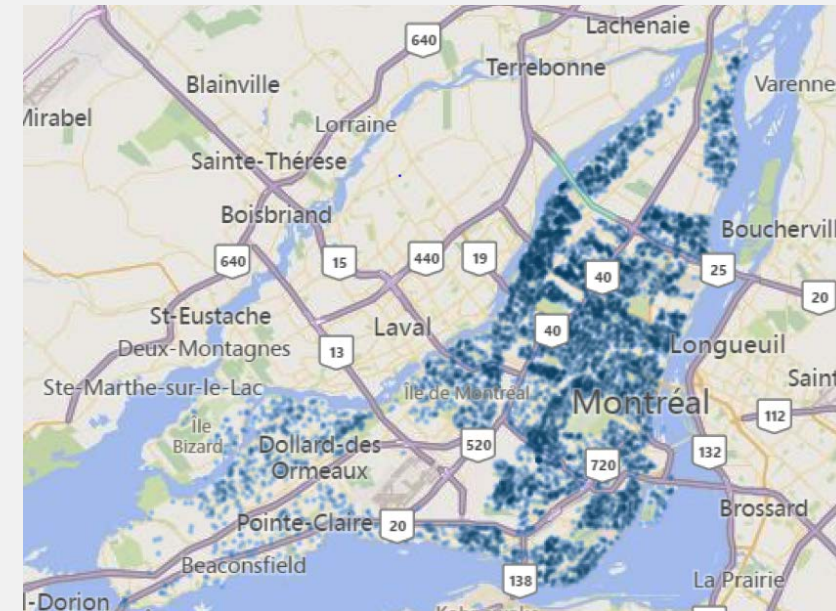 Lachenaie
640
Terrebonne
Blainville
Varenne
Mirabel
Lorraine
Sainte-Thérèse
Boisbriand
Bouchervill
640
15
440
19
25
40
20
St-Eustache
Laval
40
Deux-Montagnes
13
Longueuil
Ste-Marthe-sur-le-Lac
Île de Montréal
Saint
Montréal
112
Île
Bizard
Dollard-des
Ormeaux
520
132
720
Pointe-Claire
20
Brossard
Beaconsfield
138
La Prairie
l-Dorion